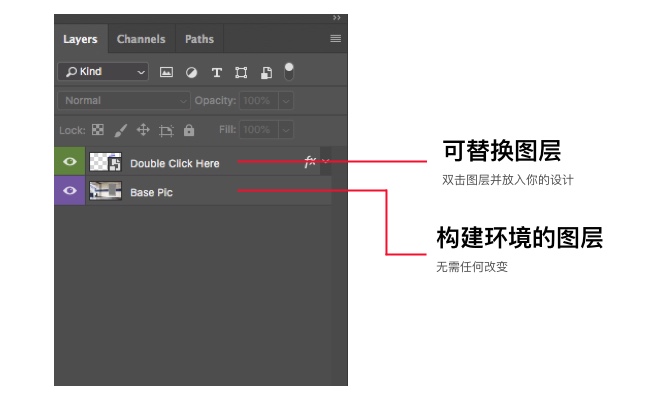 Layers Channels Paths
Kind
Normal Opacity: 100%
Lock: Fill: 100%
Double Click Here fx
Base Pic
可替换图层
双击图层并放入你的设计
构建环境的图层
无需任何改变